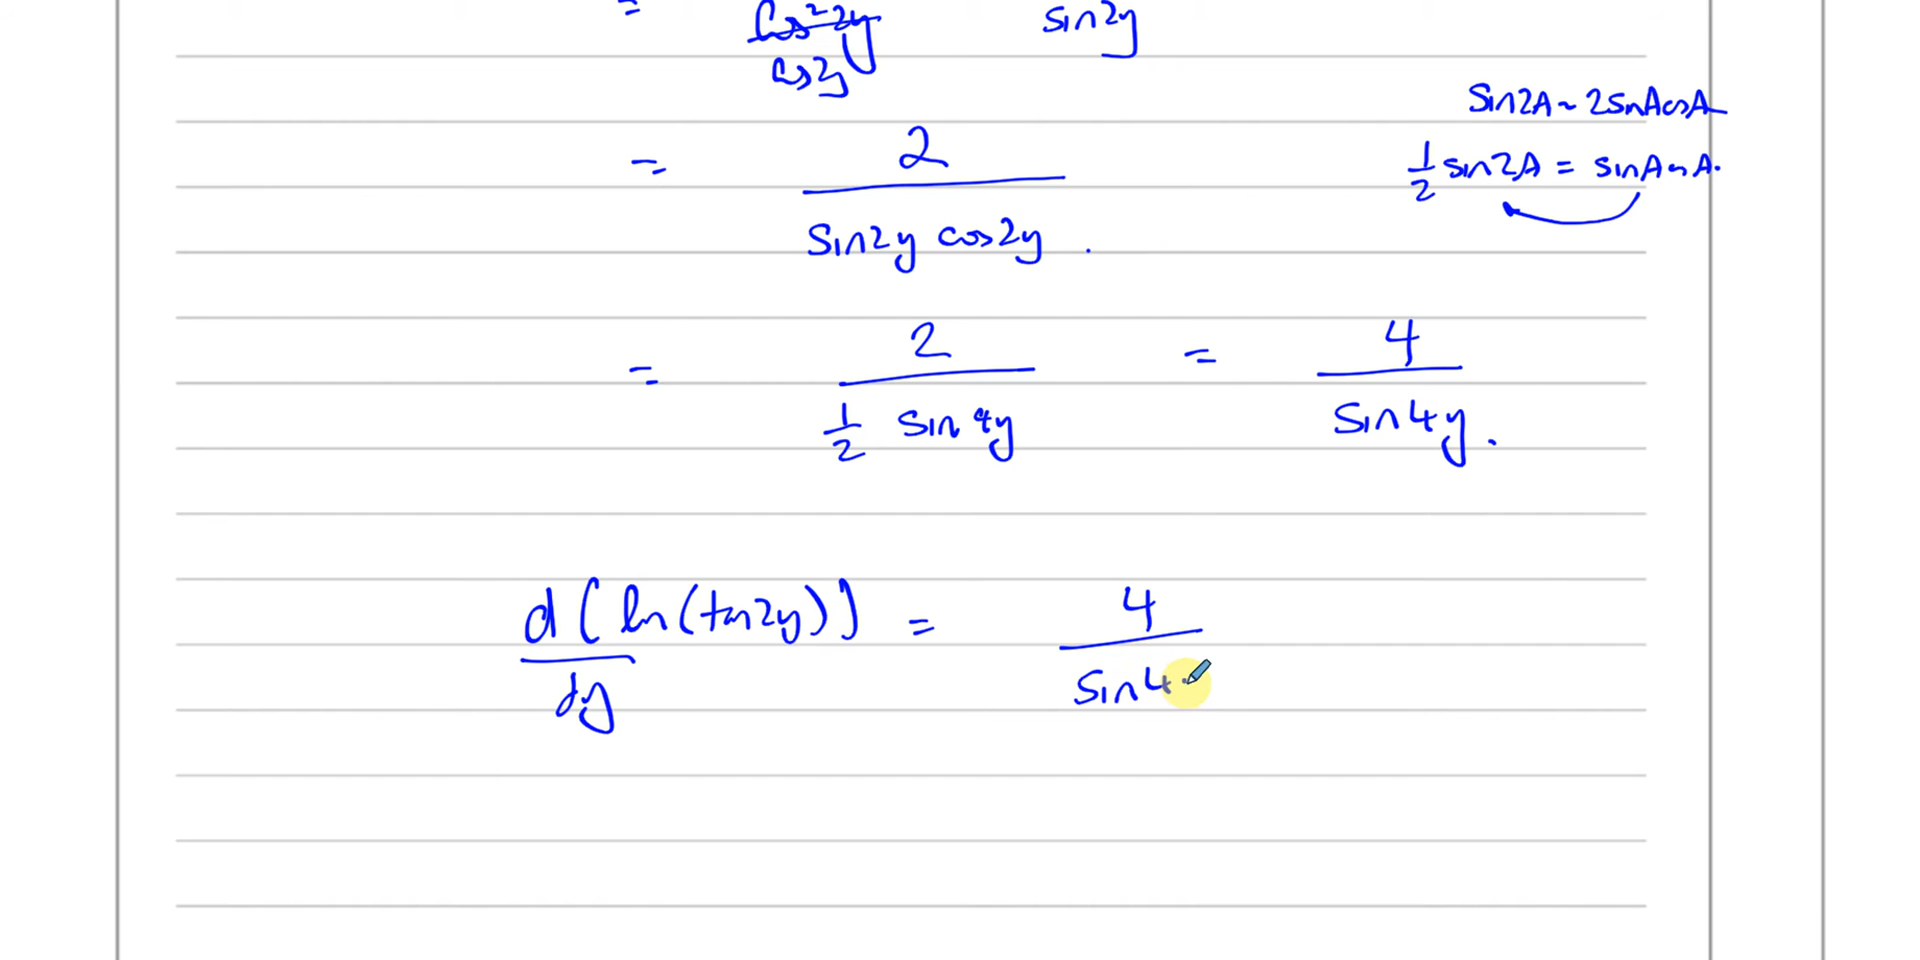 = cos²2y sin2y
cos2y
sin2A = 2sinAcosA
= 2 / sin2y cos2y .
1/2 sin2A = sinAcosA.
= 2 / 1/2 sin4y = 4 / sin4y.
d(ln(tan2y)) / dy = 4 / sin4